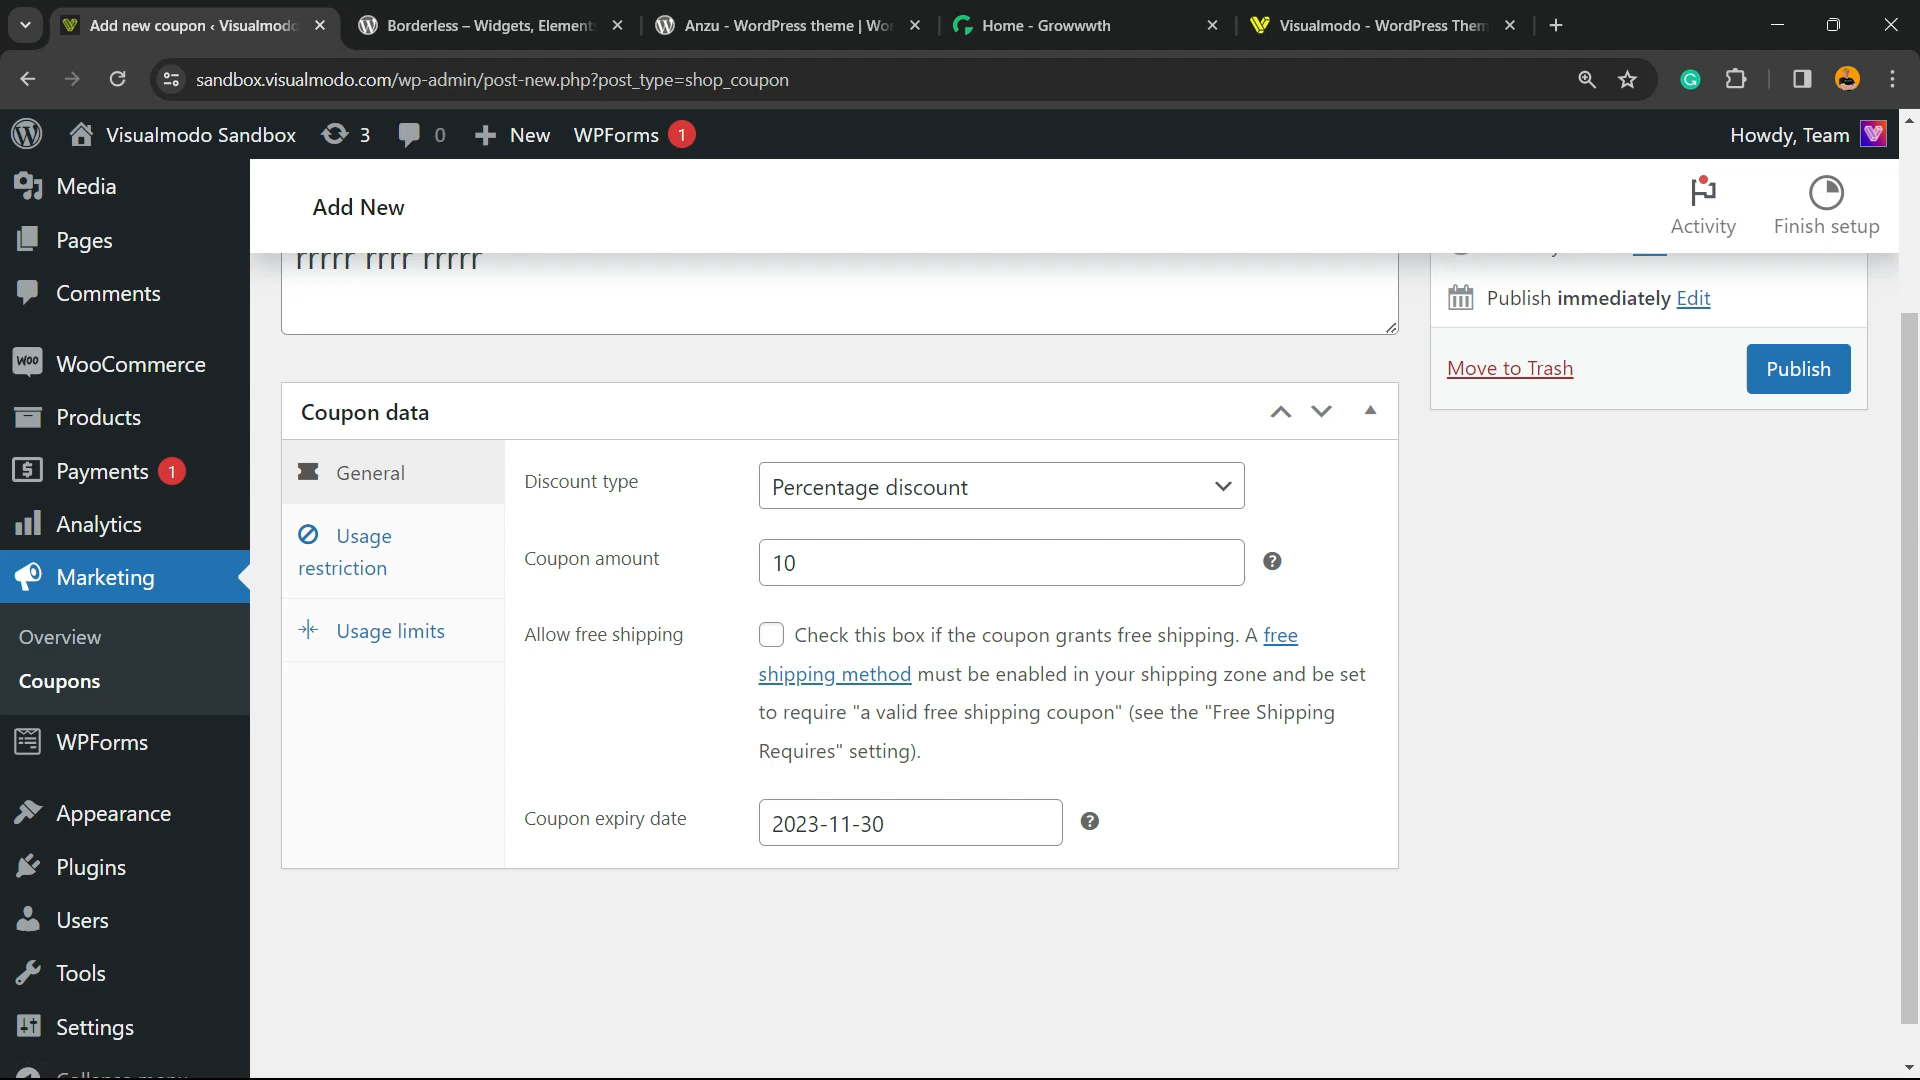 Add new coupon ‹ Visualmodo
Borderless – Widgets, Element
Anzu - WordPress theme | Wo
Home - Growwwth
Visualmodo - WordPress Them
sandbox.visualmodo.com/wp-admin/post-new.php?post_type=shop_coupon
Visualmodo Sandbox
3
0
New
WPForms 1
Howdy, Team
Media
Pages
Comments
WooCommerce
Products
Payments 1
Analytics
Marketing
Overview
Coupons
WPForms
Appearance
Plugins
Users
Tools
Settings
Collapse menu
Add New
Activity
Finish setup
rrrrr rrrr rrrrr
Publish immediately Edit
Move to Trash
Publish
Coupon data
General
Usage
restriction
Usage limits
Discount type
Percentage discount
Coupon amount
10
Allow free shipping
Check this box if the coupon grants free shipping. A free
shipping method must be enabled in your shipping zone and be set
to require "a valid free shipping coupon" (see the "Free Shipping
Requires" setting).
Coupon expiry date
2023-11-30